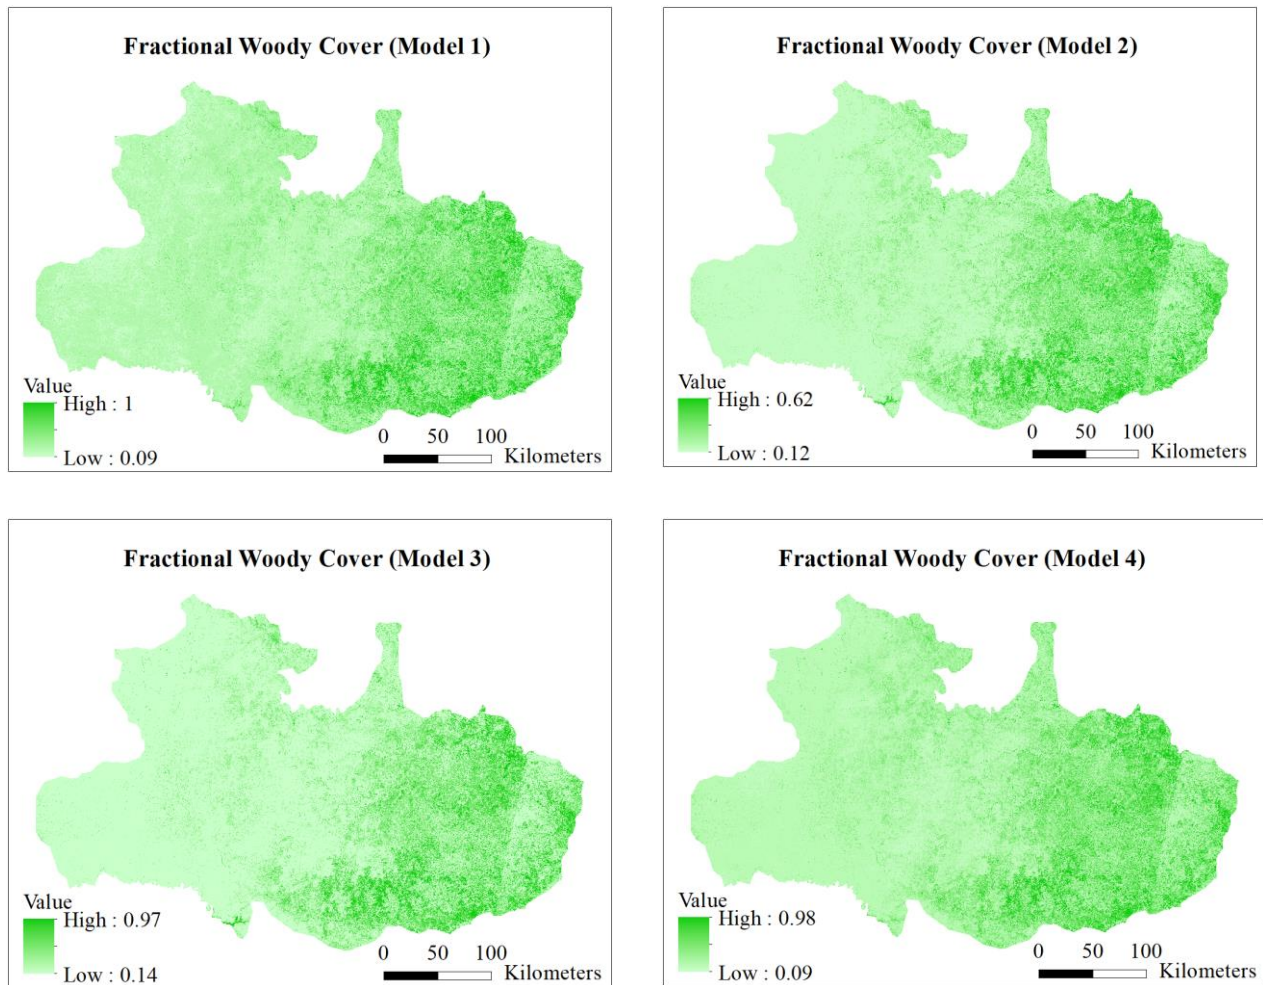 Fractional Woody Cover (Model 1)
Value
High : 1
Low : 0.09
0 50 100
Kilometers
Fractional Woody Cover (Model 2)
Value
High : 0.62
Low : 0.12
0 50 100
Kilometers
Fractional Woody Cover (Model 3)
Value
High : 0.97
Low : 0.14
0 50 100
Kilometers
Fractional Woody Cover (Model 4)
Value
High : 0.98
Low : 0.09
0 50 100
Kilometers